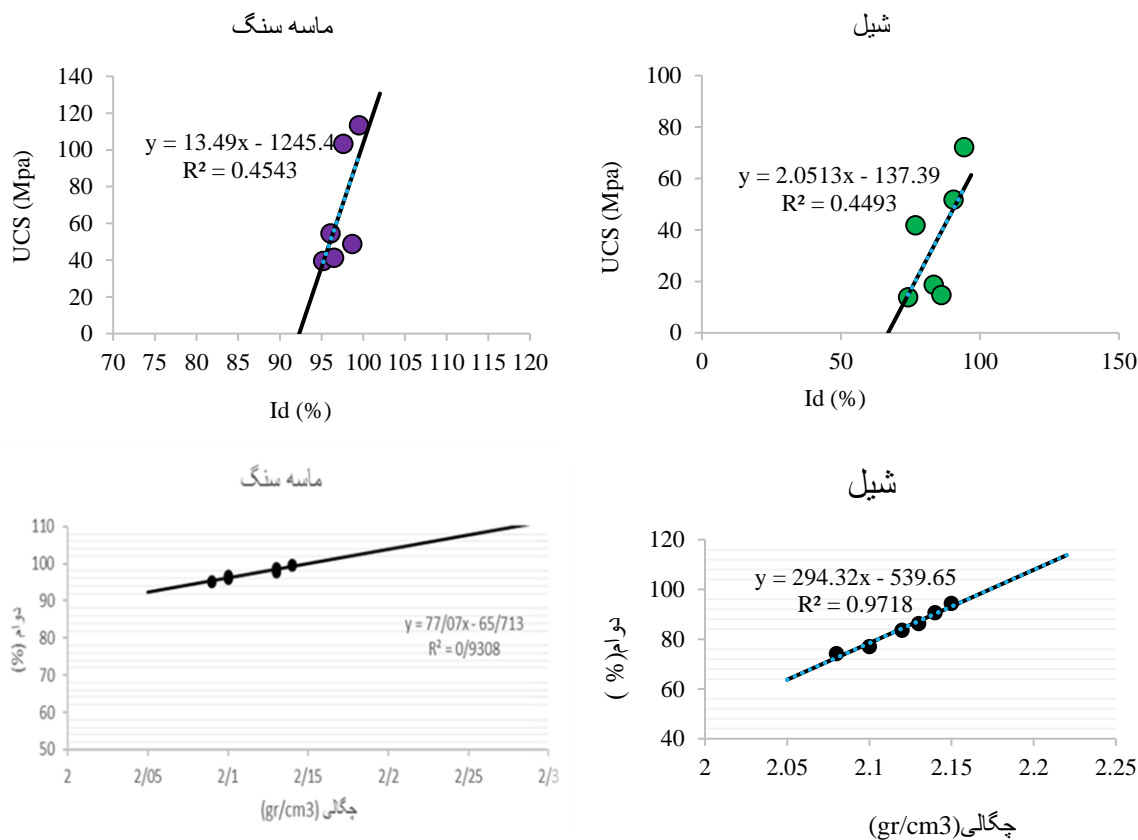 ماسه سنگ
140
120
100
80
60
40
20
0
UCS (Mpa)
y = 13.49x - 1245.4
R² = 0.4543
70 75 80 85 90 95 100 105 110 115 120
Id (%)
شیل
100
80
60
40
20
0
UCS (Mpa)
y = 2.0513x - 137.39
R² = 0.4493
0 50 100 150
Id (%)
ماسه سنگ
110
100
90
80
70
60
50
دوام (%)
y = 77/07x - 65/713
R² = 0/9308
2 2/05 2/1 2/15 2/2 2/25 2/3
چگالی (gr/cm3)
شیل
120
100
80
60
40
دوام(% )
y = 294.32x - 539.65
R² = 0.9718
2 2.05 2.1 2.15 2.2 2.25
چگالی(gr/cm3)